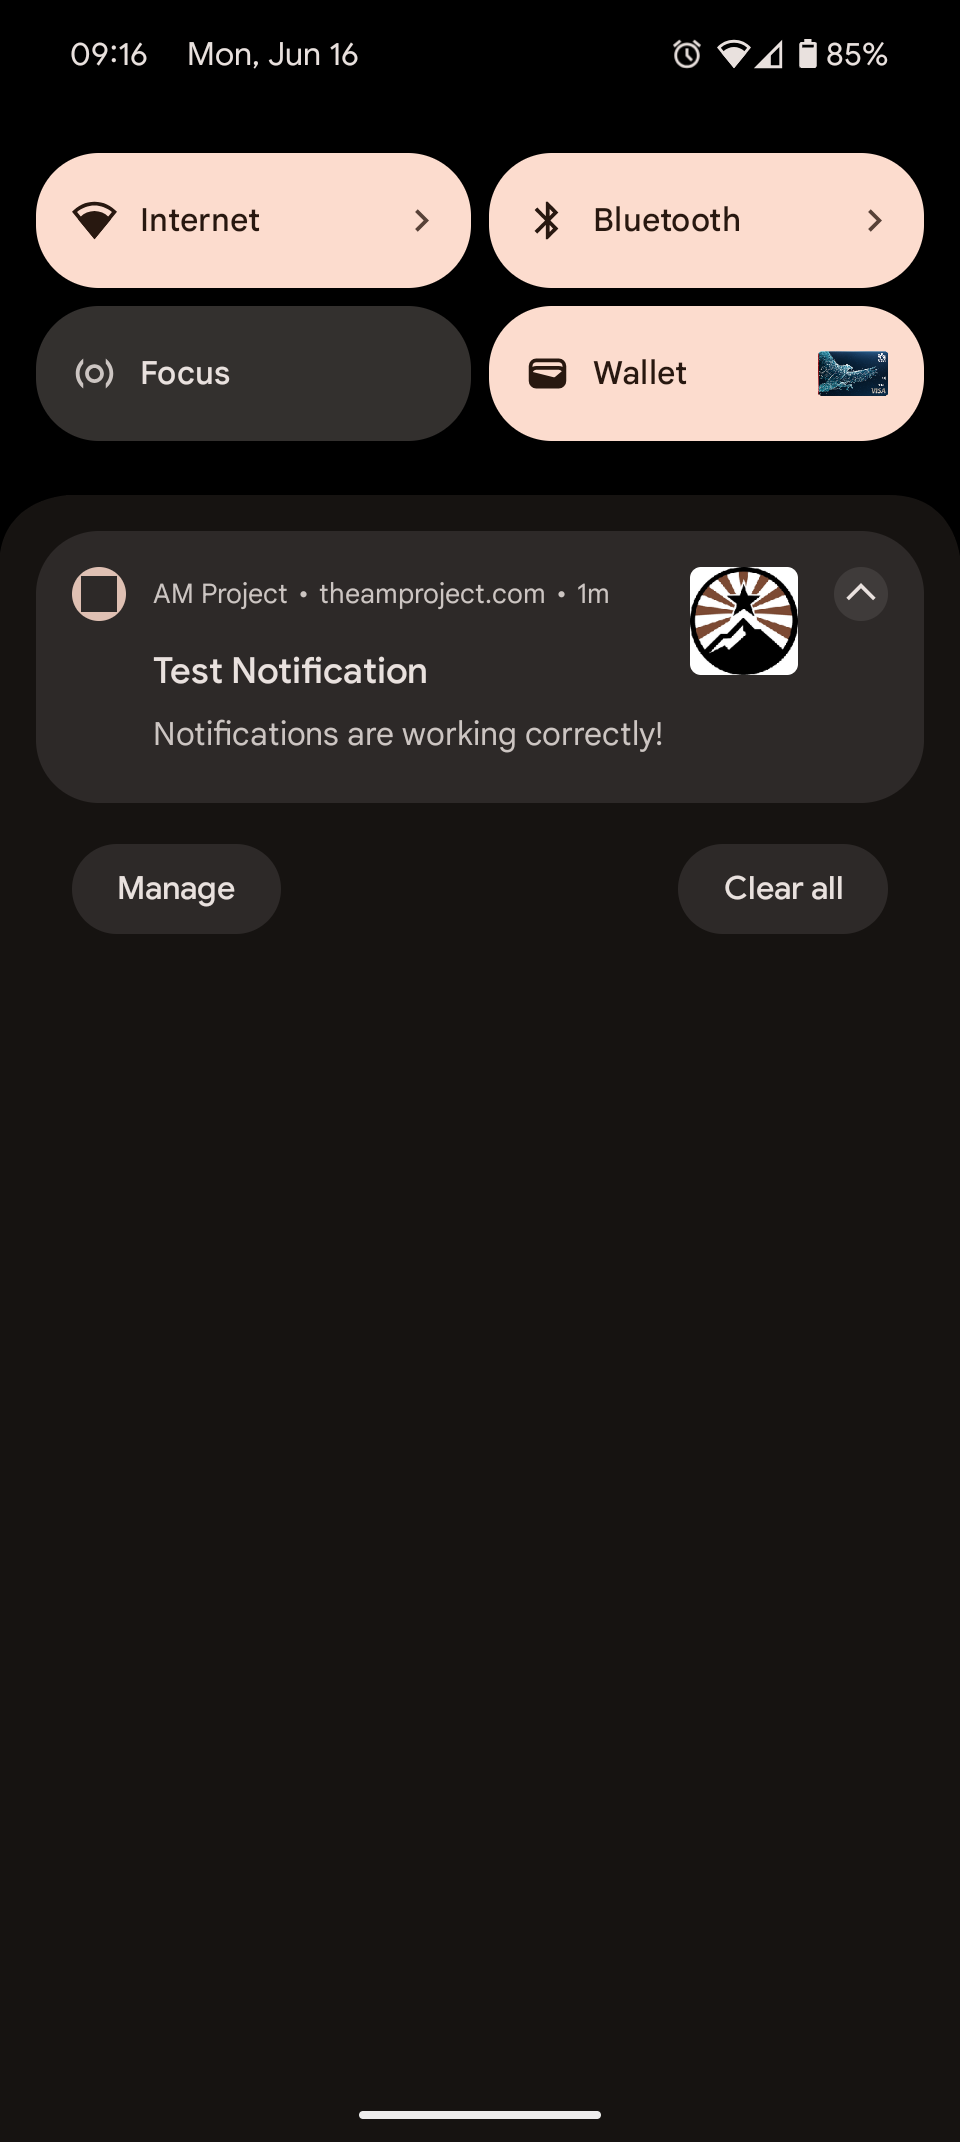 09:16 Mon, Jun 16 85%
Internet Bluetooth
Focus Wallet
VISA
AM Project • theamproject.com • 1m
Test Notification
Notifications are working correctly!
Manage Clear all